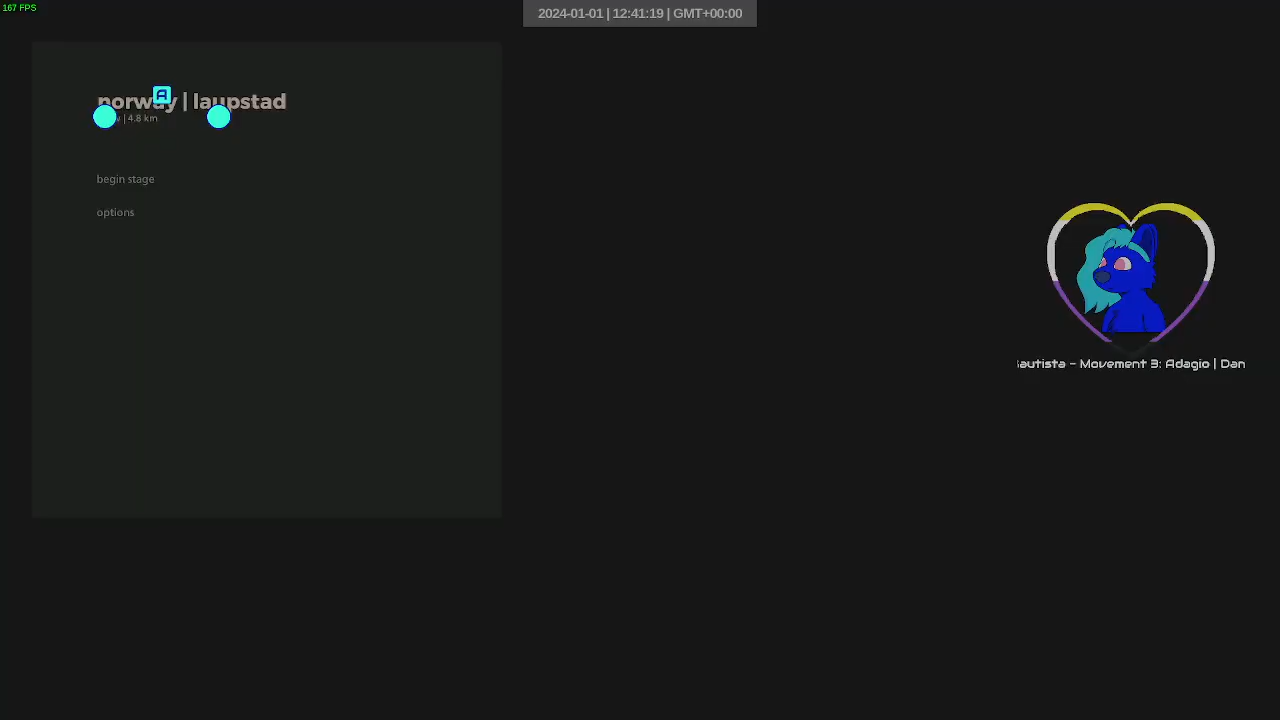 167 FPS
2024-01-01 | 12:41:19 | GMT+00:00
A
norway | laupstad
| 4.8 km
begin stage
options
autista - Movement 3: Adagio | Dan